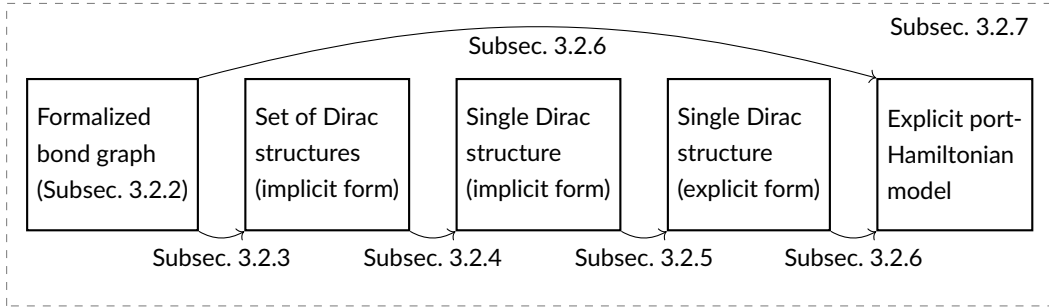 Subsec. 3.2.7
Subsec. 3.2.6
Formalized
bond graph
(Subsec. 3.2.2)
Set of Dirac
structures
(implicit form)
Single Dirac
structure
(implicit form)
Single Dirac
structure
(explicit form)
Explicit port-
Hamiltonian
model
Subsec. 3.2.3
Subsec. 3.2.4
Subsec. 3.2.5
Subsec. 3.2.6